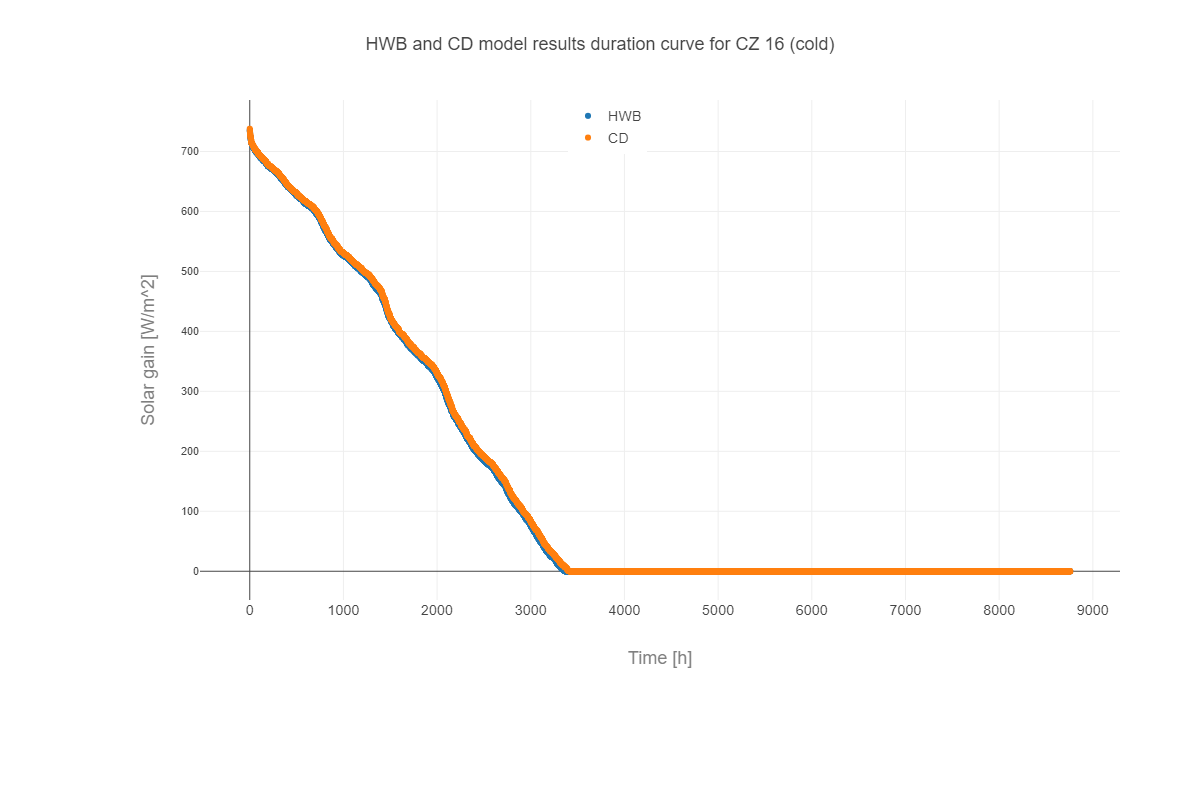 HWB and CD model results duration curve for CZ 16 (cold)
HWB
CD
700
600
500
400
300
200
100
0
Solar gain [W/m^2]
0 1000 2000 3000 4000 5000 6000 7000 8000 9000
Time [h]